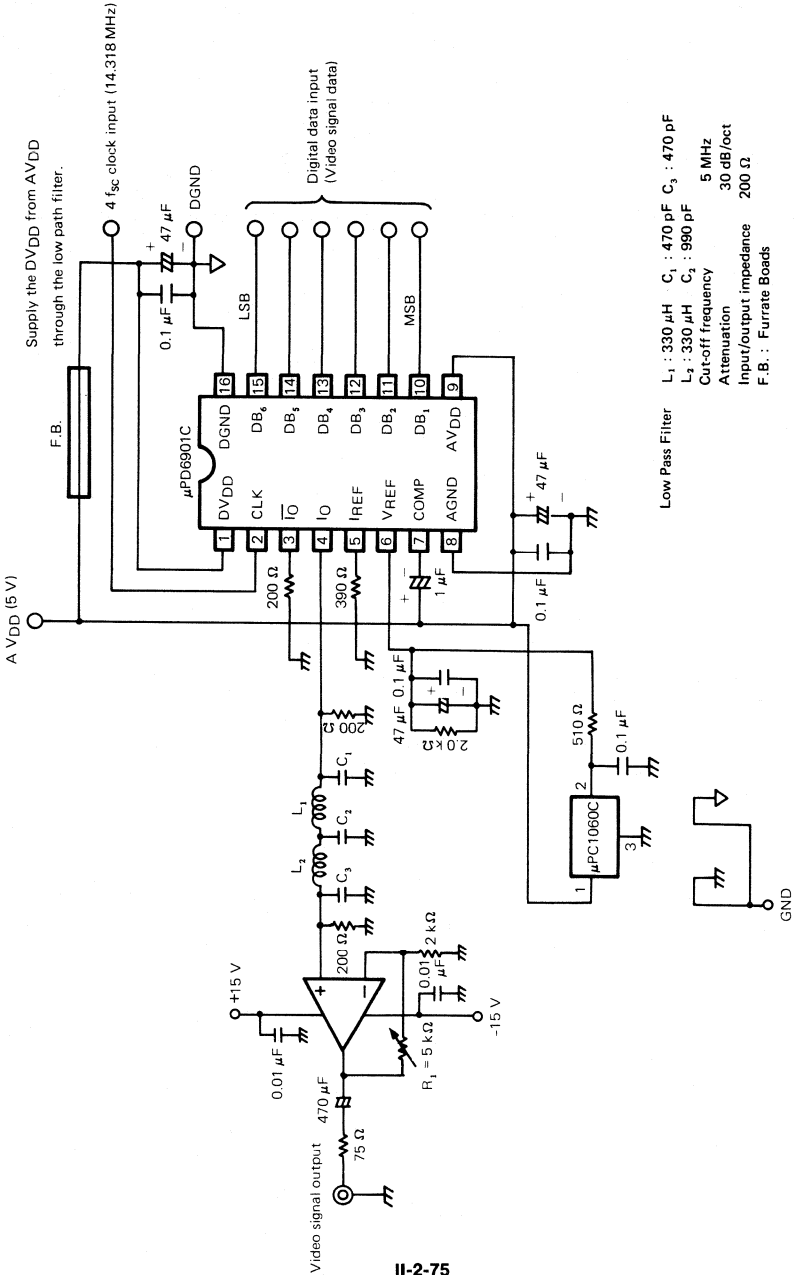 A VDD (5 V)
Supply the DVDD from AVDD
through the low path filter.
F.B.
4 fsc clock input (14.318 MHz)
0.1 μF
+
47 μF
−
DGND
μPD6901C
1
DVDD
2
CLK
3
IO
4
IO
5
IREF
6
VREF
7
COMP
8
AGND
16
DGND
15
DB6
14
DB5
13
DB4
12
DB3
11
DB2
10
DB1
9
AVDD
LSB
MSB
Digital data input
(Video signal data)
200 Ω
390 Ω
+
−
1 μF
0.1 μF
+
47 μF
−
200 Ω
C1
L1
C2
L2
C3
200 Ω
47 μF
0.1 μF
+
−
2.0 kΩ
510 Ω
0.1 μF
μPC1060C
1
2
3
GND
+15 V
0.01 μF
+
−
-15 V
0.01
μF
2 kΩ
R1 = 5 kΩ
470 μF
75 Ω
Video signal output
Low Pass Filter L1 : 330 μH C1 : 470 pF C3 : 470 pF
L2 : 330 μH C2 : 990 pF
Cut-off frequency 5 MHz
Attenuation 30 dB/oct
Input/output impedance 200 Ω
F.B. : Furrate Boads
II-2-75